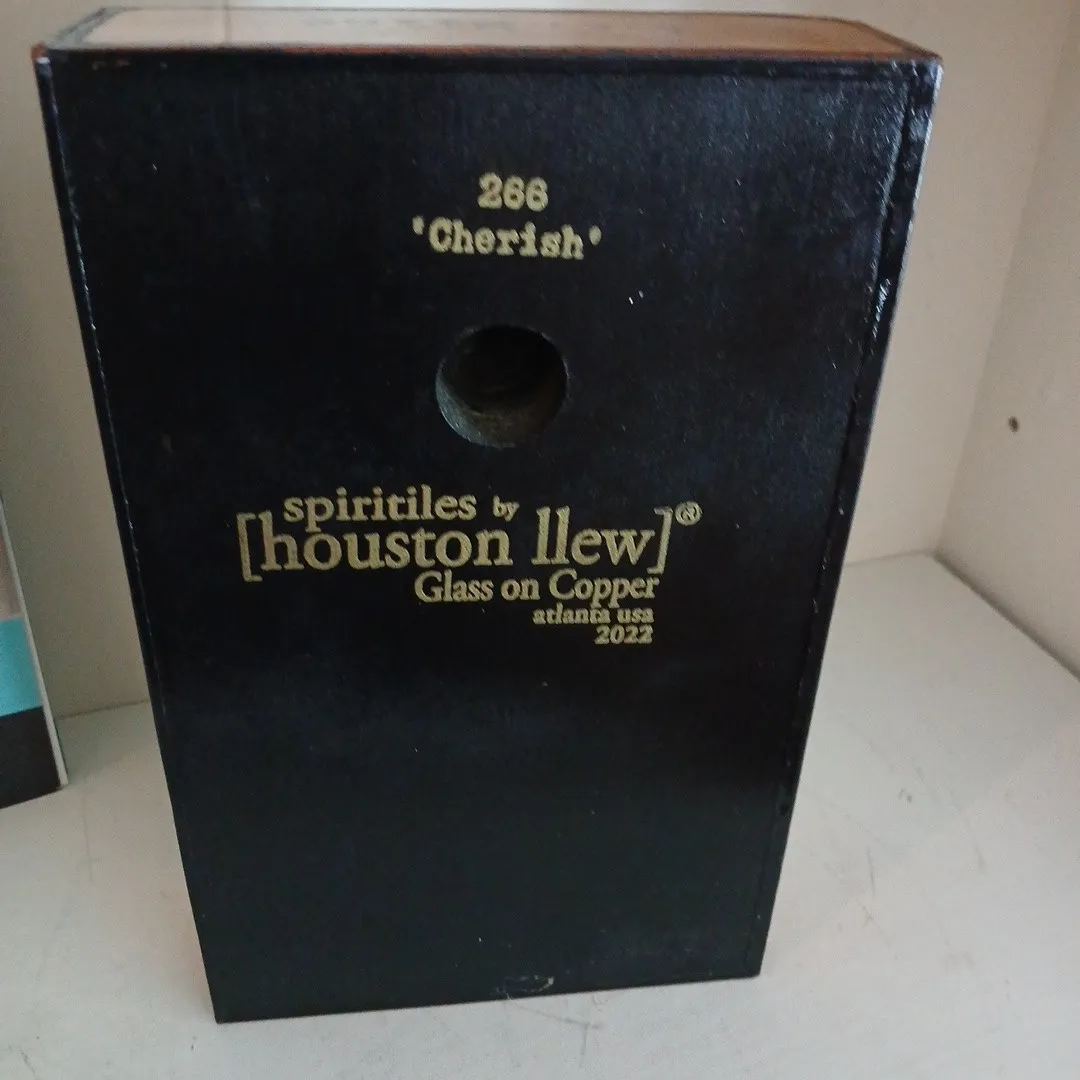 266
'Cherish'
spiritiles by
[houston llew]®
Glass on Copper
atlanta usa
2022